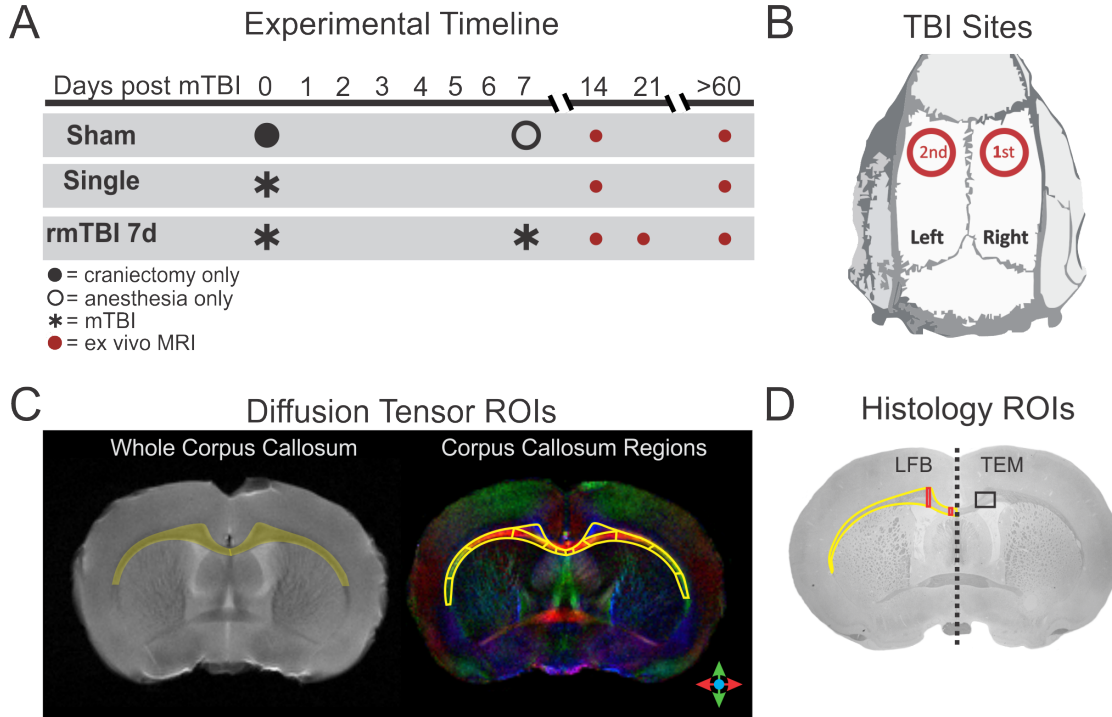 A
Experimental Timeline
Days post mTBI 0 1 2 3 4 5 6 7 14 21 >60
Sham
Single
rmTBI 7d
= craniectomy only
= anesthesia only
= mTBI
= ex vivo MRI
B
TBI Sites
2nd 1st
Left Right
C
Diffusion Tensor ROIs
Whole Corpus Callosum
Corpus Callosum Regions
D
Histology ROIs
LFB TEM